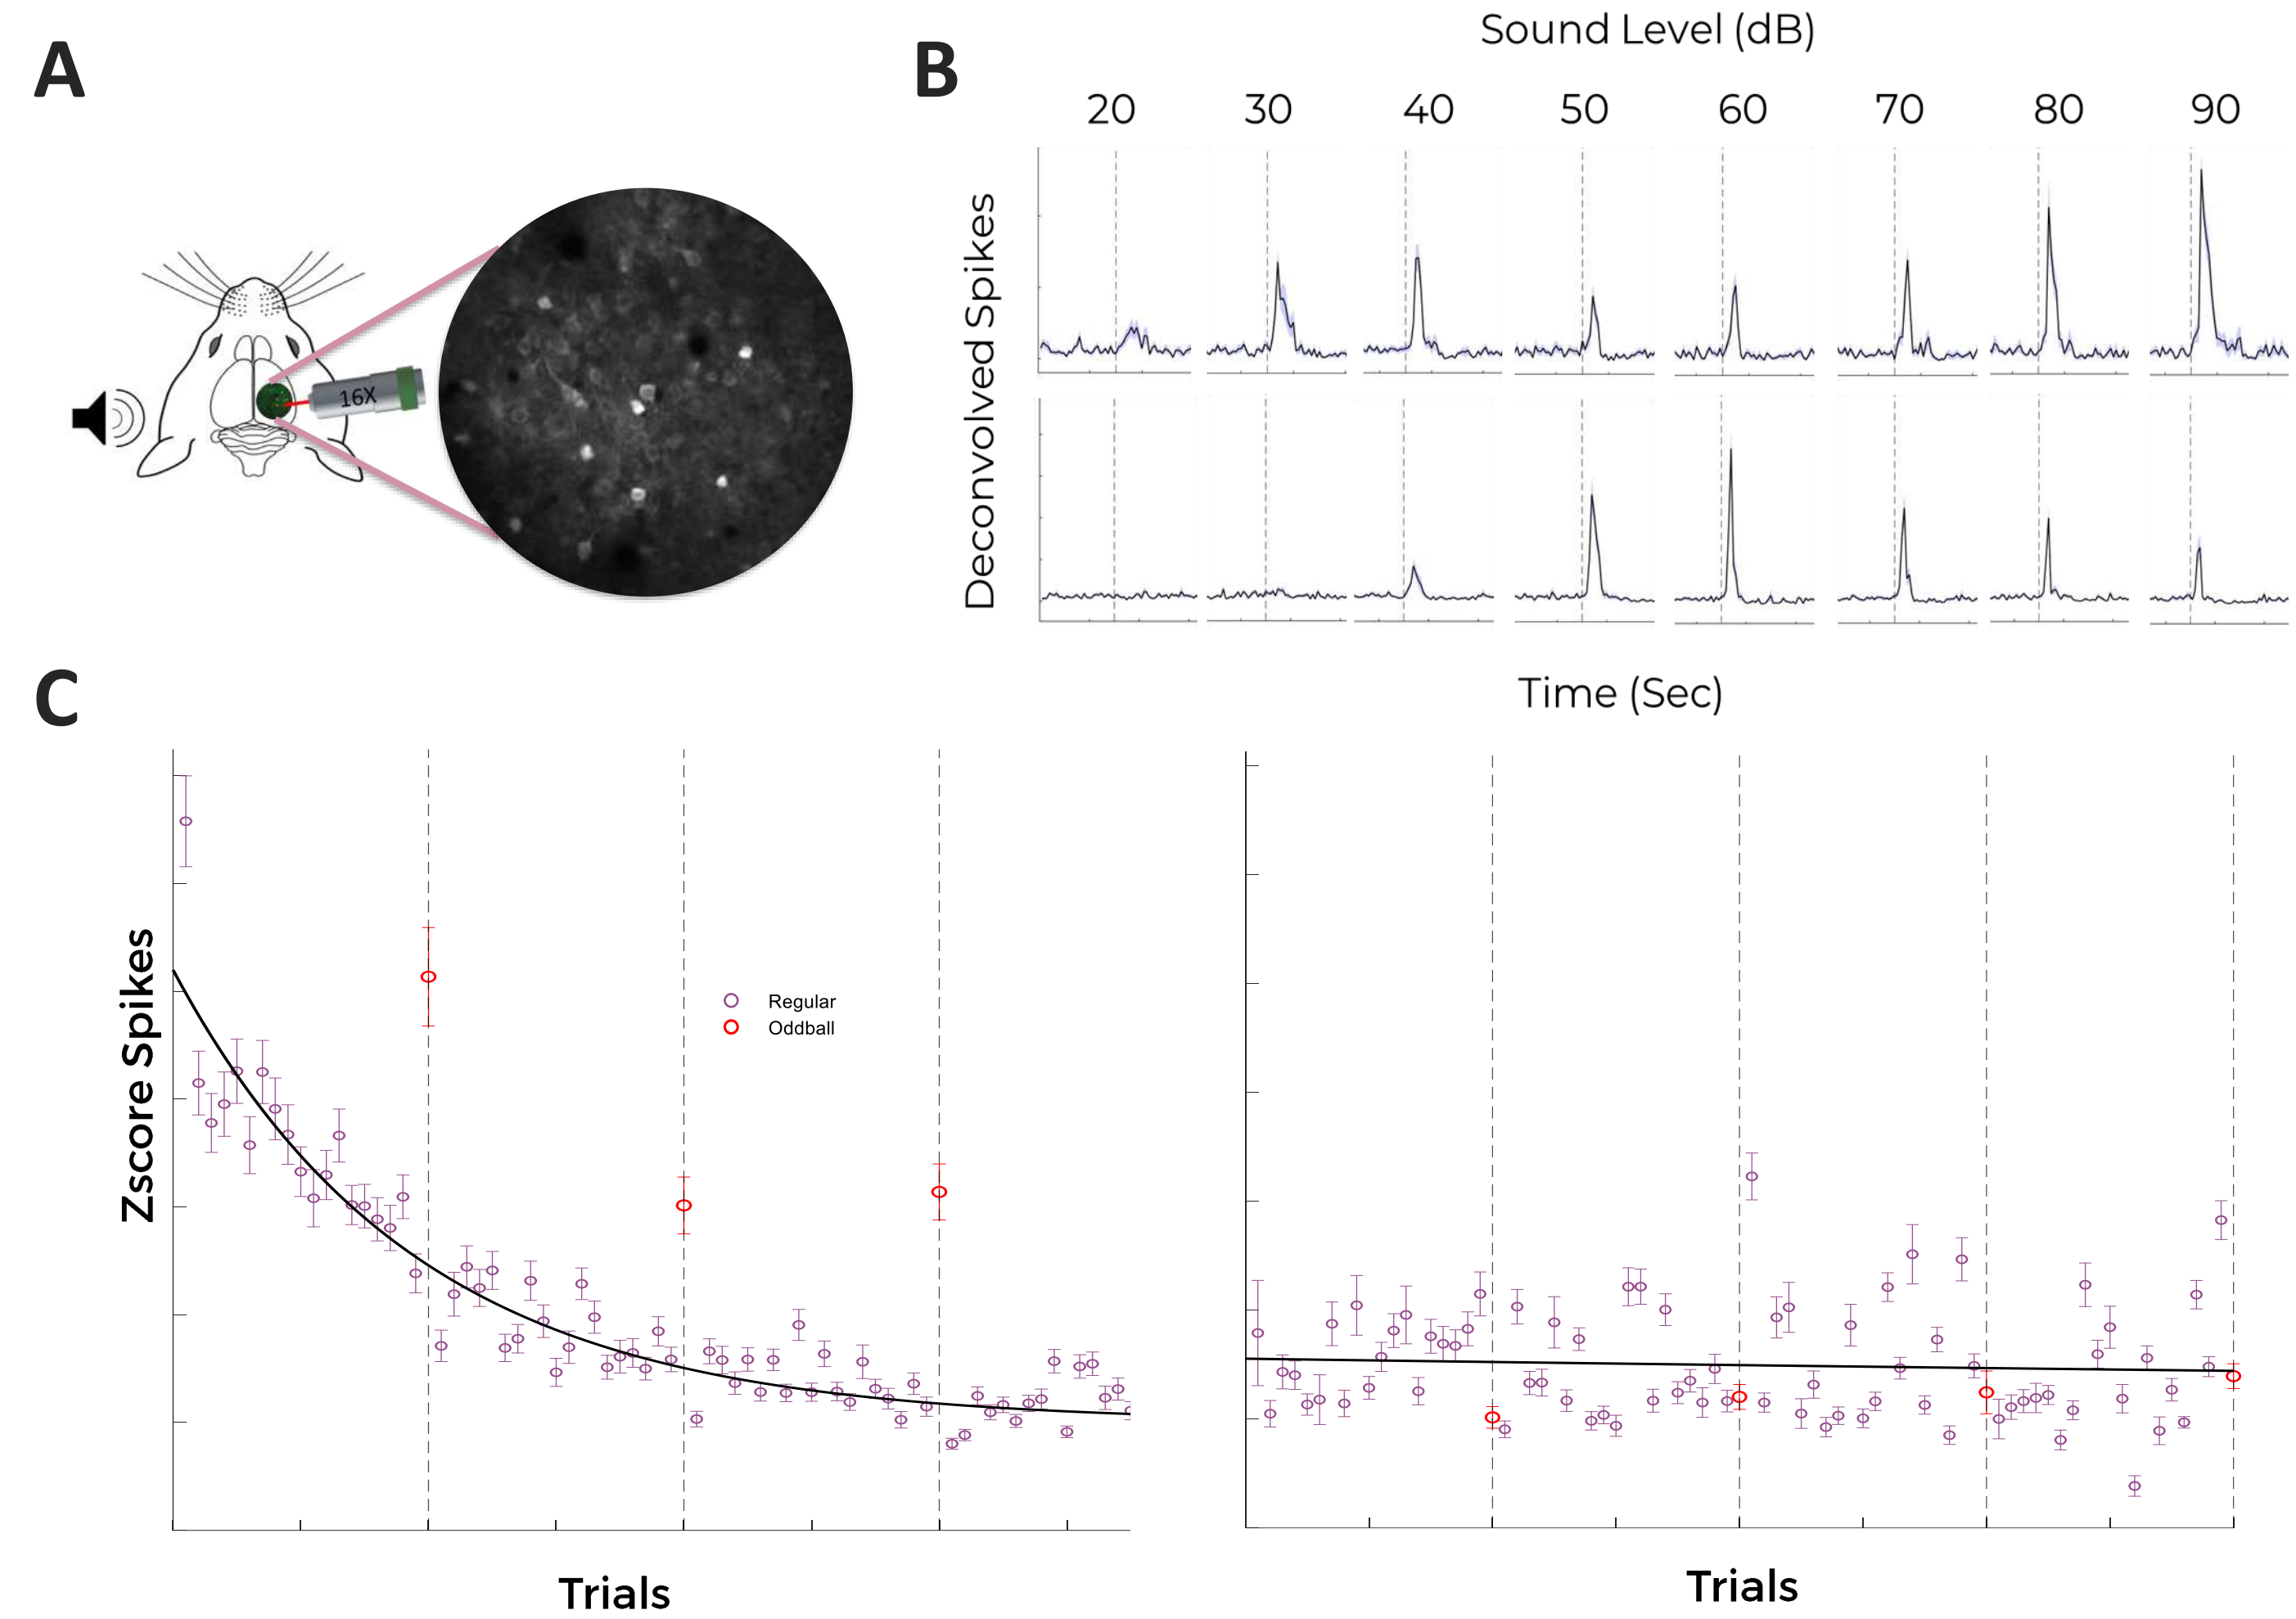 A
B
Sound Level (dB)
20 30 40 50 60 70 80 90
Deconvolved Spikes
16X
Time (Sec)
C
Zscore Spikes
Regular
Oddball
Trials
Trials